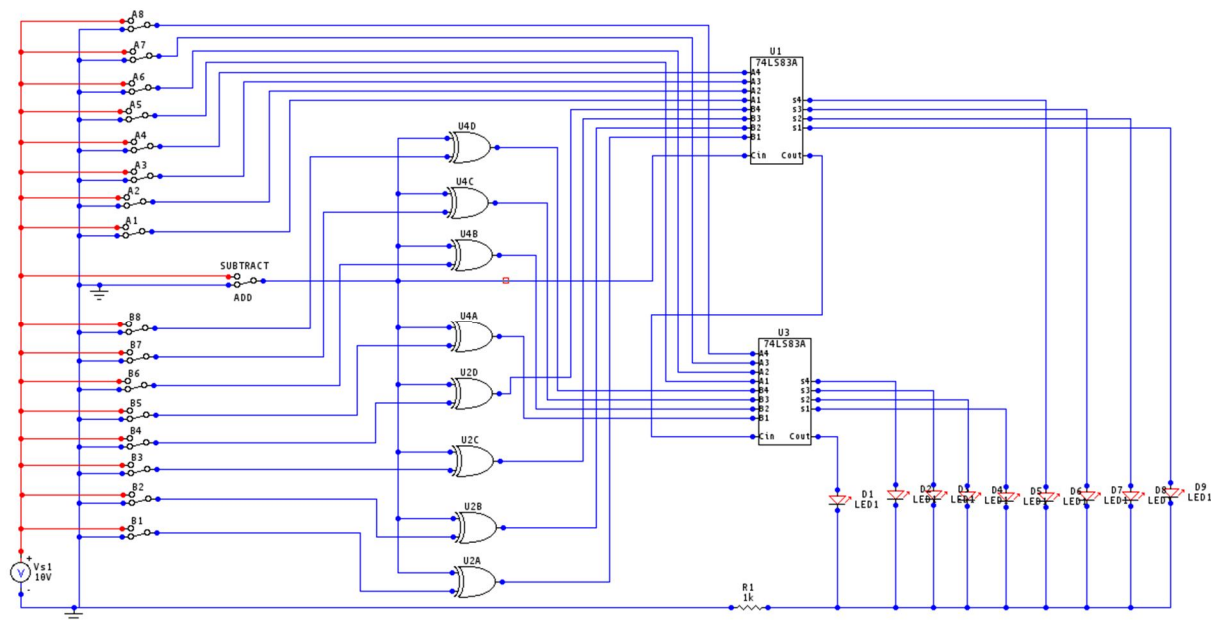 A8
A7
A6
A5
A4
A3
A2
A1
SUBTRACT
ADD
B8
B7
B6
B5
B4
B3
B2
B1
+
Vs1
V
10V
-
U4D
U4C
U4B
U4A
U2D
U2C
U2B
U2A
U1
74LS83A
A4
A3
A2
A1
B4
B3
B2
B1
Cin
s4
s3
s2
s1
Cout
U3
74LS83A
A4
A3
A2
A1
B4
B3
B2
B1
Cin
s4
s3
s2
s1
Cout
R1
1k
D1
LED1
D2
LED1
D3
LED1
D4
LED1
D5
LED1
D6
LED1
D7
LED1
D8
LED1
D9
LED1